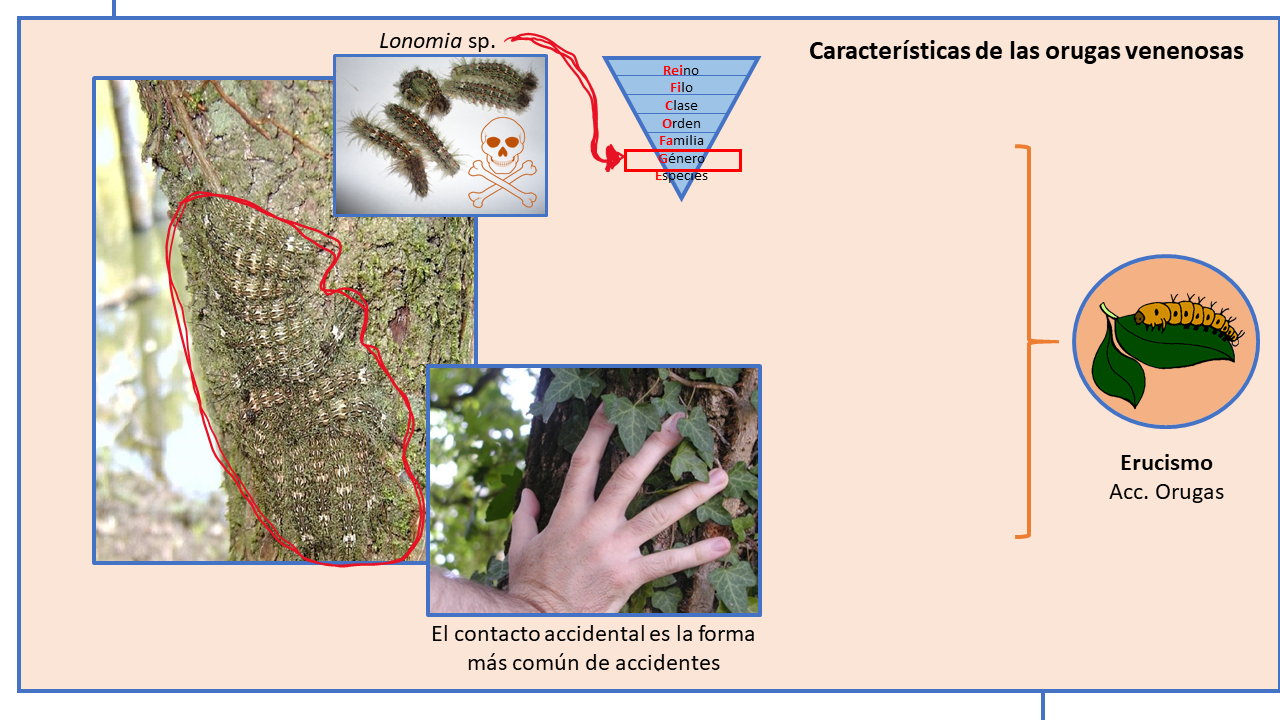 Características de las orugas venenosas
Lonomia sp.
Reino
Filo
Clase
Orden
Familia
Género
Especies
El contacto accidental es la forma
más común de accidentes
Erucismo
Acc. Orugas